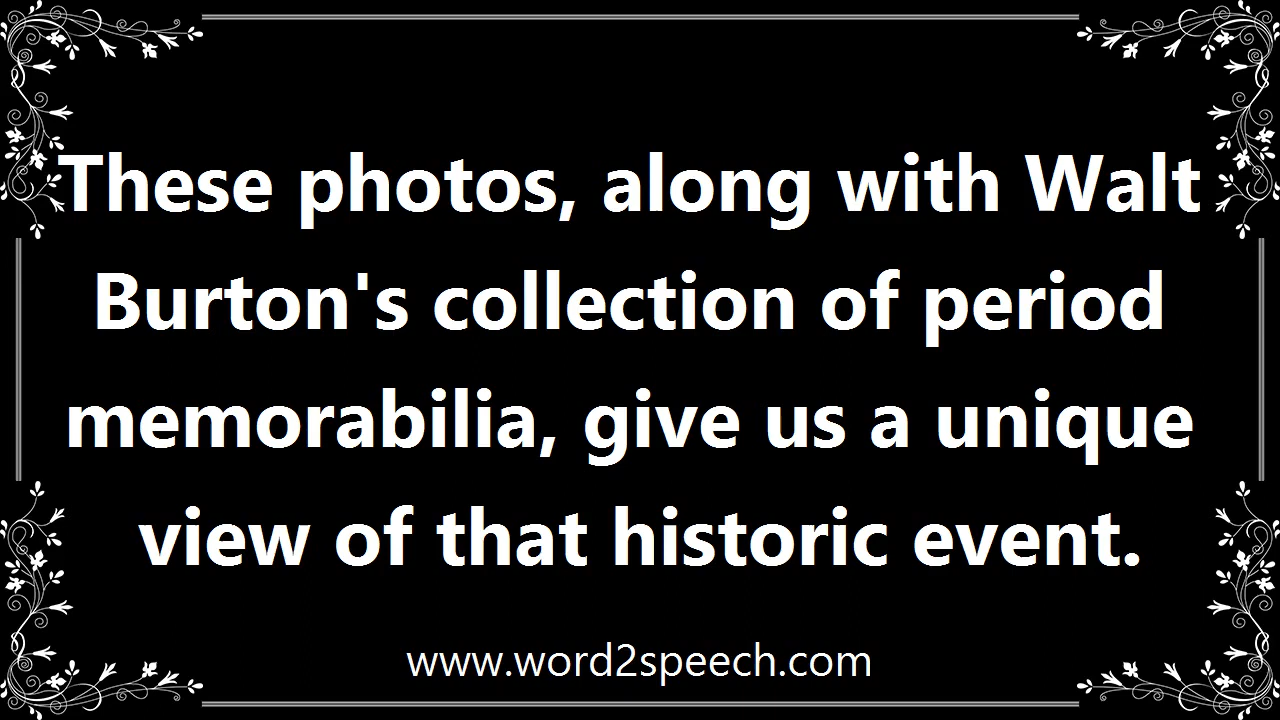 These photos, along with Walt
Burton's collection of period
memorabilia, give us a unique
view of that historic event.
www.word2speech.com